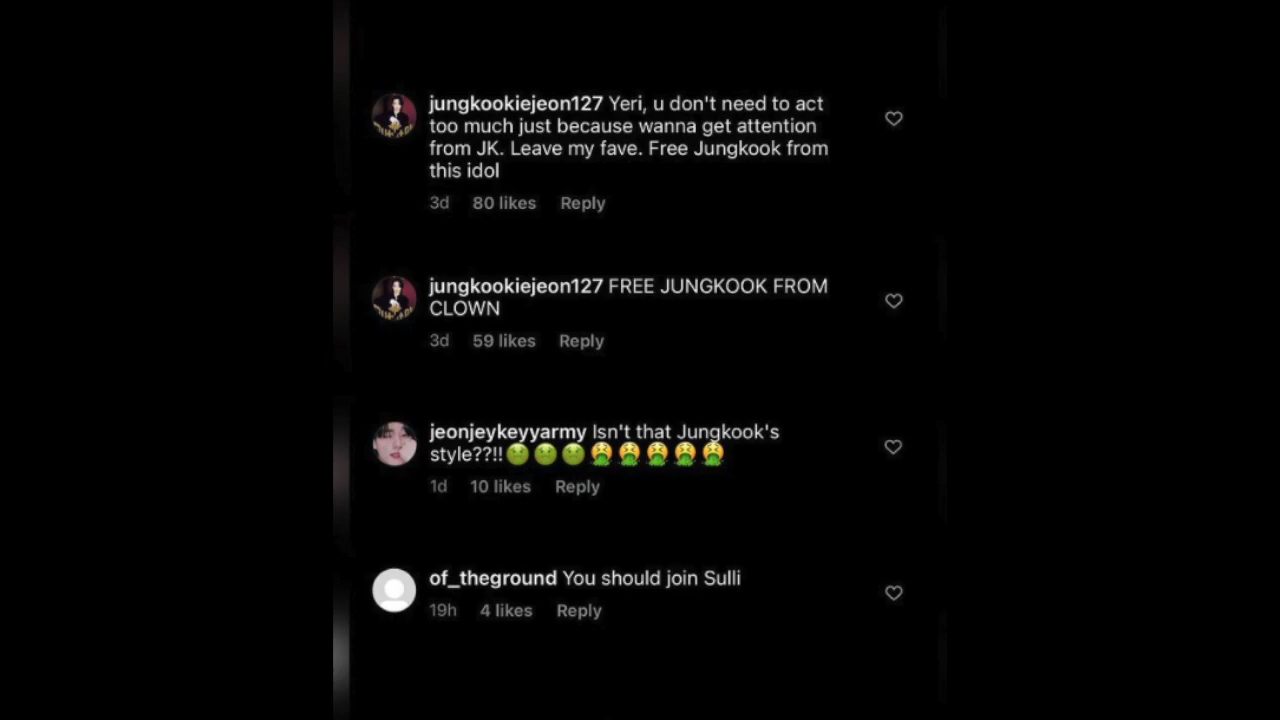 jungkookiejeon127 Yeri, u don't need to act
too much just because wanna get attention
from JK. Leave my fave. Free Jungkook from
this idol
3d 80 likes Reply
jungkookiejeon127 FREE JUNGKOOK FROM
CLOWN
3d 59 likes Reply
jeonjeykeyyarmy Isn't that Jungkook's
style??!!🤢🤢🤢🤮🤮🤮🤮🤮
1d 10 likes Reply
of_theground You should join Sulli
19h 4 likes Reply